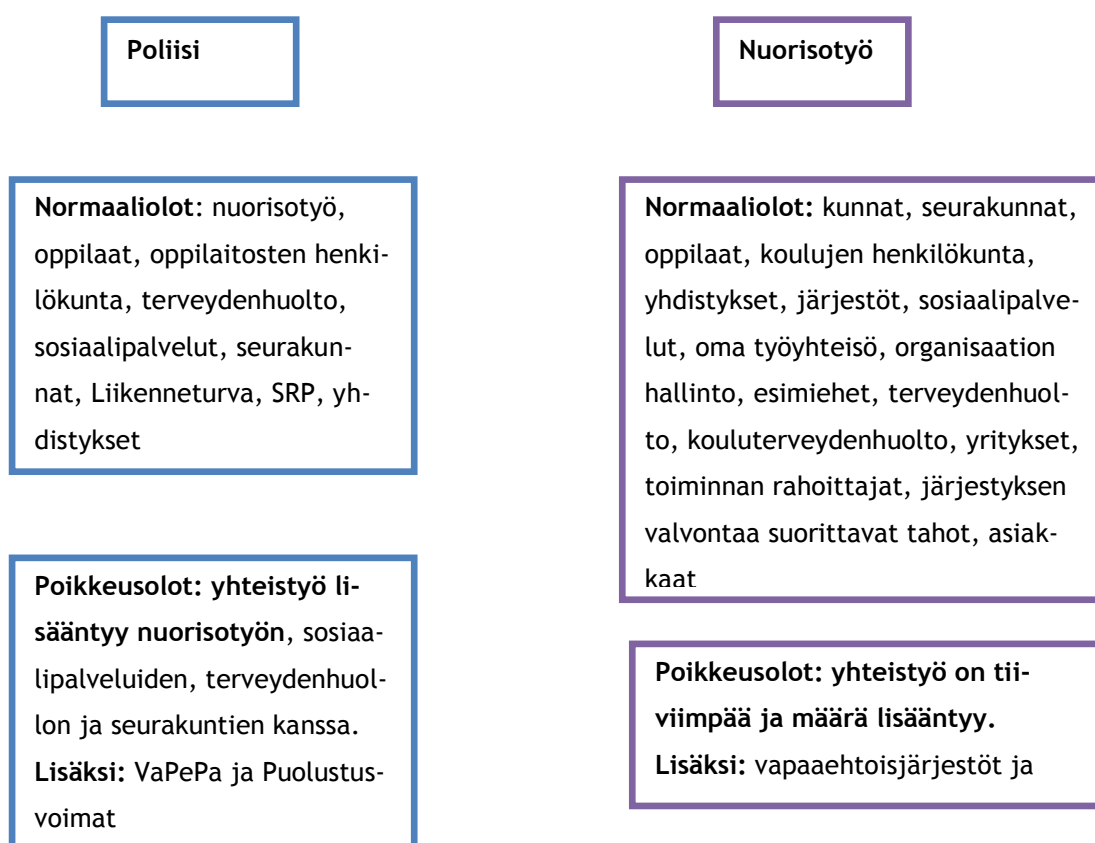 Poliisi
Nuorisotyö
Normaaliolot: nuorisotyö,
oppilaat, oppilaitosten henki-
lökunta, terveydenhuolto,
sosiaalipalvelut, seurakun-
nat, Liikenneturva, SRP, yh-
distykset
Normaaliolot: kunnat, seurakunnat,
oppilaat, koulujen henkilökunta,
yhdistykset, järjestöt, sosiaalipalve-
lut, oma työyhteisö, organisaation
hallinto, esimiehet, terveydenhuol-
to, kouluterveydenhuolto, yritykset,
toiminnan rahoittajat, järjestyksen
valvontaa suorittavat tahot, asiak-
kaat
Poikkeusolot: yhteistyö li-
sääntyy nuorisotyön, sosiaa-
lipalveluiden, terveydenhuol-
lon ja seurakuntien kanssa.
Lisäksi: VaPePa ja Puolustus-
voimat
Poikkeusolot: yhteistyö on tii-
viimpää ja määrä lisääntyy.
Lisäksi: vapaaehtoisjärjestöt ja